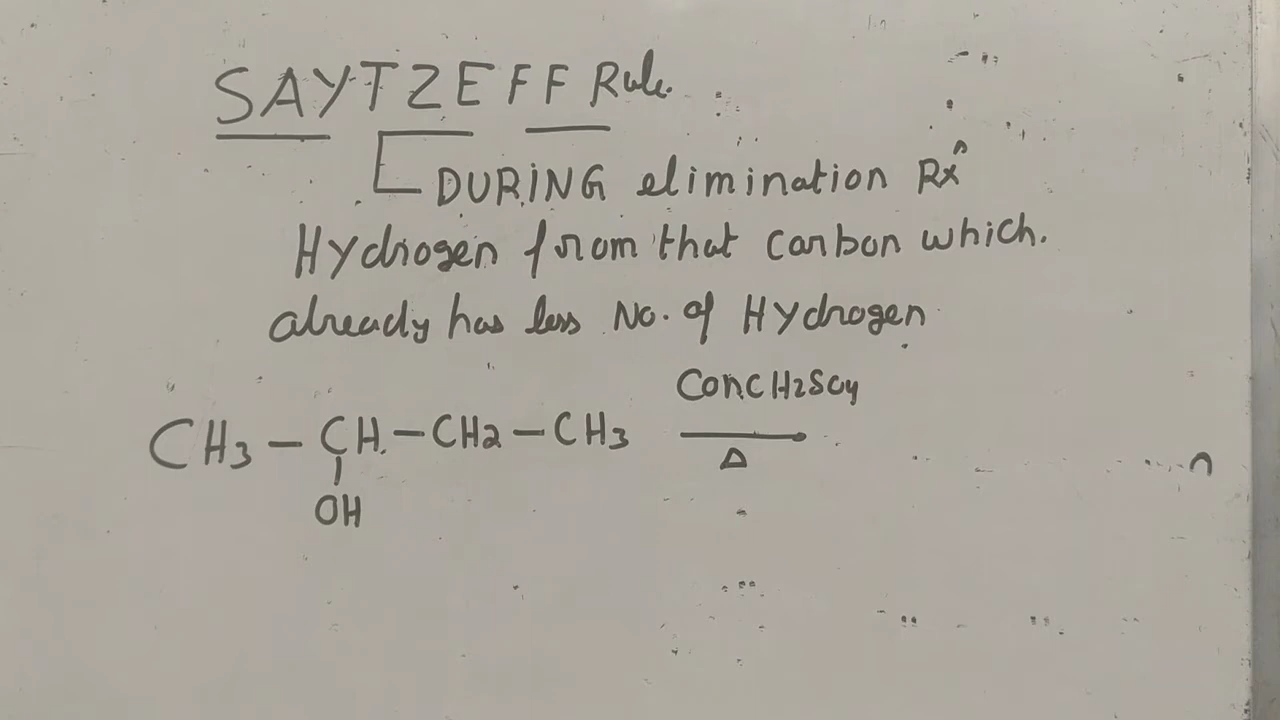 SAYTZEFF Rule
DURING elimination Rxn
Hydrogen from that carbon which.
already has less No. of Hydrogen
Conc H2SO4
CH3 - CH - CH2 - CH3
Δ
OH